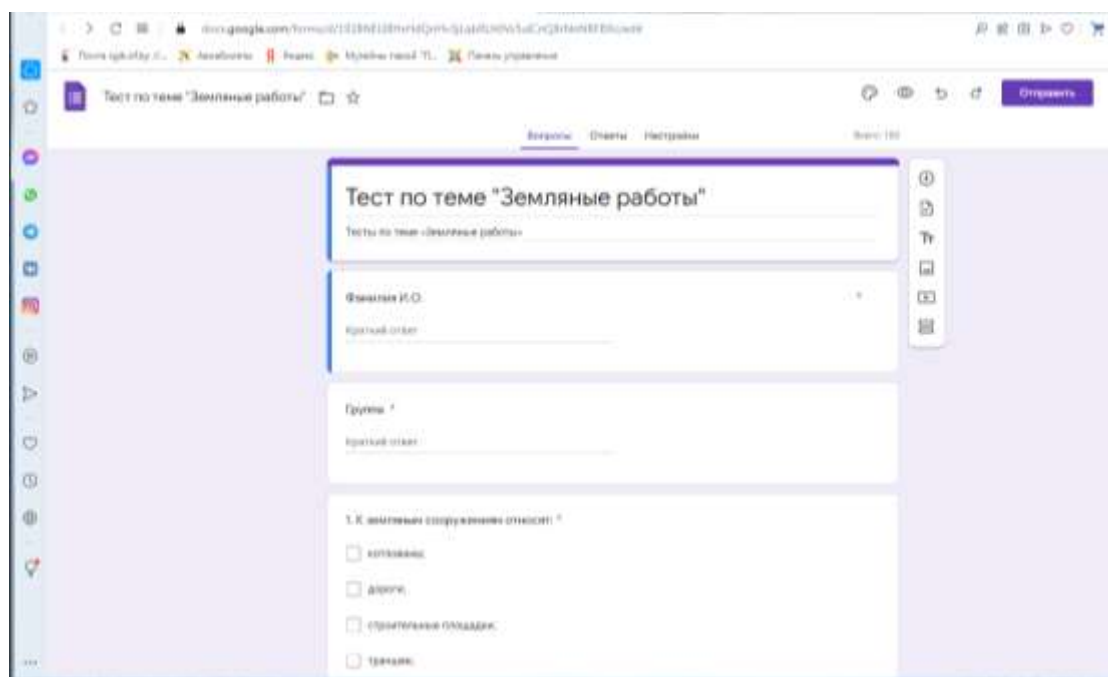 Тест по теме "Земляные работы"
Отправить
Вопросы Ответы Настройки
Тест по теме "Земляные работы"
Тесты по теме «Земляные работы»
Фамилия И.О.
Краткий ответ
Группа *
Краткий ответ
1. К земляным сооружениям относят: *
котлованы;
дороги;
строительные площадки;
траншеи;